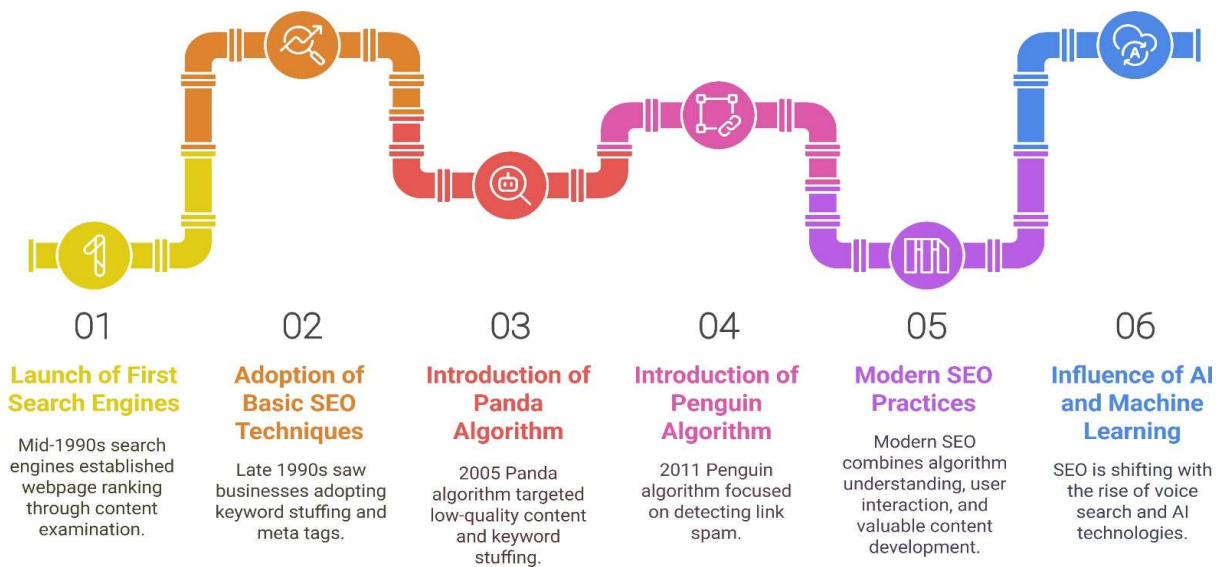 01
Launch of First
Search Engines
Mid-1990s search
engines established
webpage ranking
through content
examination.
02
Adoption of
Basic SEO
Techniques
Late 1990s saw
businesses adopting
keyword stuffing and
meta tags.
03
Introduction of
Panda
Algorithm
2005 Panda
algorithm targeted
low-quality content
and keyword
stuffing.
04
Introduction of
Penguin
Algorithm
2011 Penguin
algorithm focused
on detecting link
spam.
05
Modern SEO
Practices
Modern SEO
combines algorithm
understanding, user
interaction, and
valuable content
development.
A
06
Influence of AI
and Machine
Learning
SEO is shifting with
the rise of voice
search and AI
technologies.